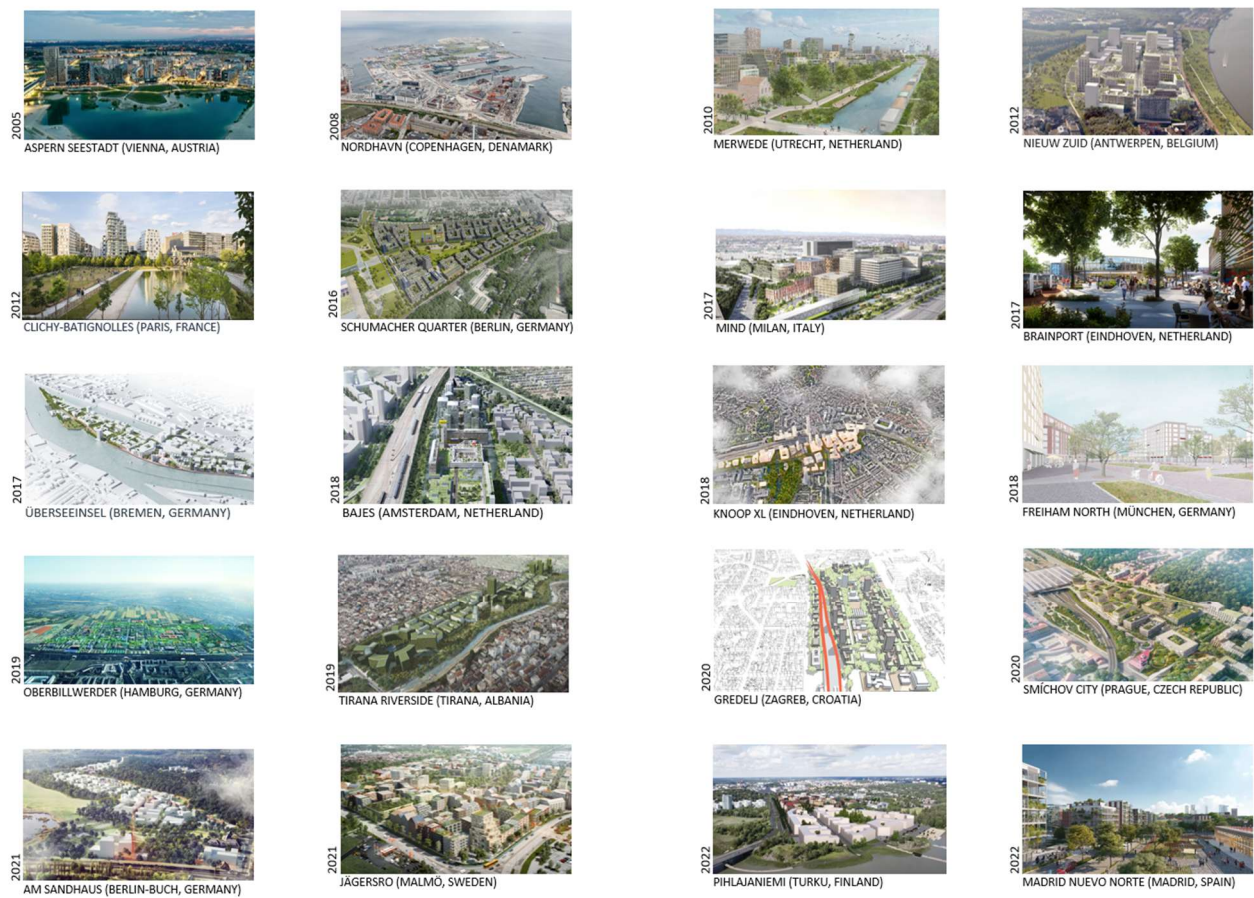 2005
ASPERN SEESTADT (VIENNA, AUSTRIA)
2008
NORDHAVN (COPENHAGEN, DENAMARK)
2010
MERWEDE (UTRECHT, NETHERLAND)
2012
NIEUW ZUID (ANTWERPEN, BELGIUM)
2012
CLICHY-BATIGNOLLES (PARIS, FRANCE)
2016
SCHUMACHER QUARTER (BERLIN, GERMANY)
2017
MIND (MILAN, ITALY)
2017
BRAINPORT (EINDHOVEN, NETHERLAND)
2017
ÜBERSEEINSEL (BREMEN, GERMANY)
2018
BAJES (AMSTERDAM, NETHERLAND)
2018
KNOOP XL (EINDHOVEN, NETHERLAND)
2018
FREIHAM NORTH (MÜNCHEN, GERMANY)
2019
OBERBILLWERDER (HAMBURG, GERMANY)
2019
TIRANA RIVERSIDE (TIRANA, ALBANIA)
2020
GREDELJ (ZAGREB, CROATIA)
2020
SMÍCHOV CITY (PRAGUE, CZECH REPUBLIC)
2021
AM SANDHAUS (BERLIN-BUCH, GERMANY)
2021
JÄGERSRO (MALMÖ, SWEDEN)
2022
PIHLAJANIEMI (TURKU, FINLAND)
2022
MADRID NUEVO NORTE (MADRID, SPAIN)